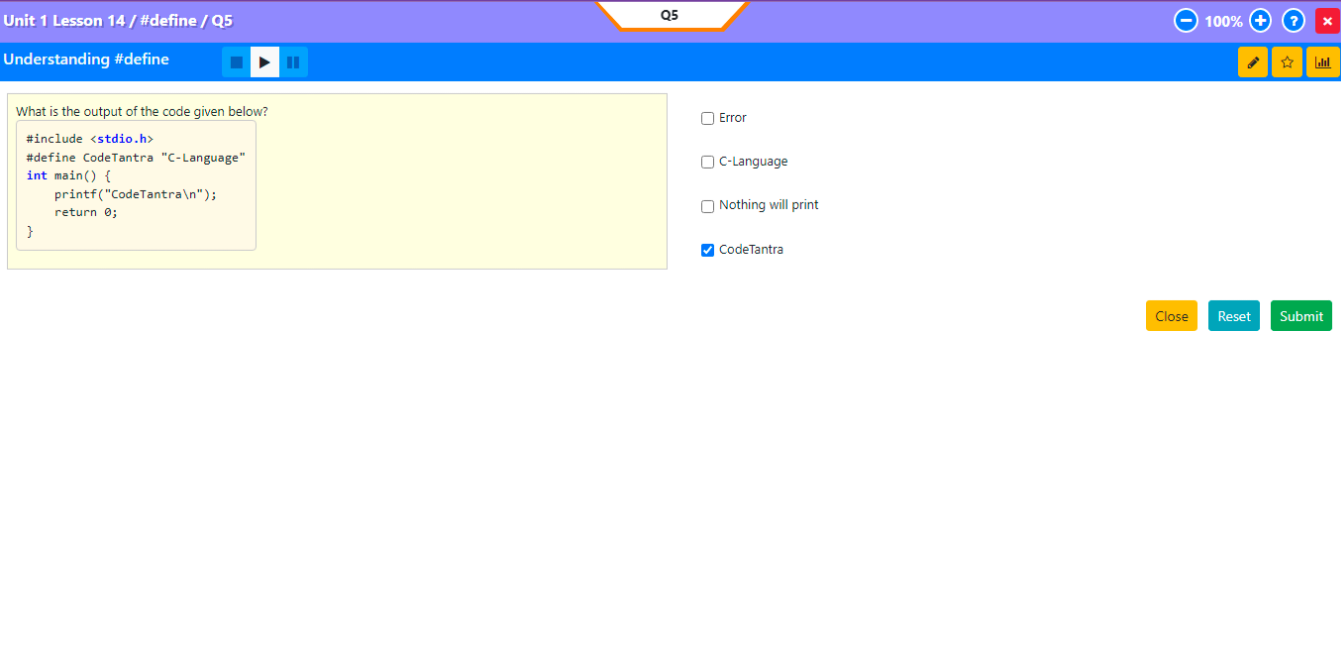 Unit 1 Lesson 14 / #define / Q5
Q5
100%
?
Understanding #define
What is the output of the code given below?
#include <stdio.h>
#define CodeTantra "C-Language"
int main() {
    printf("CodeTantra\n");
    return 0;
}
Error
C-Language
Nothing will print
CodeTantra
Close Reset Submit